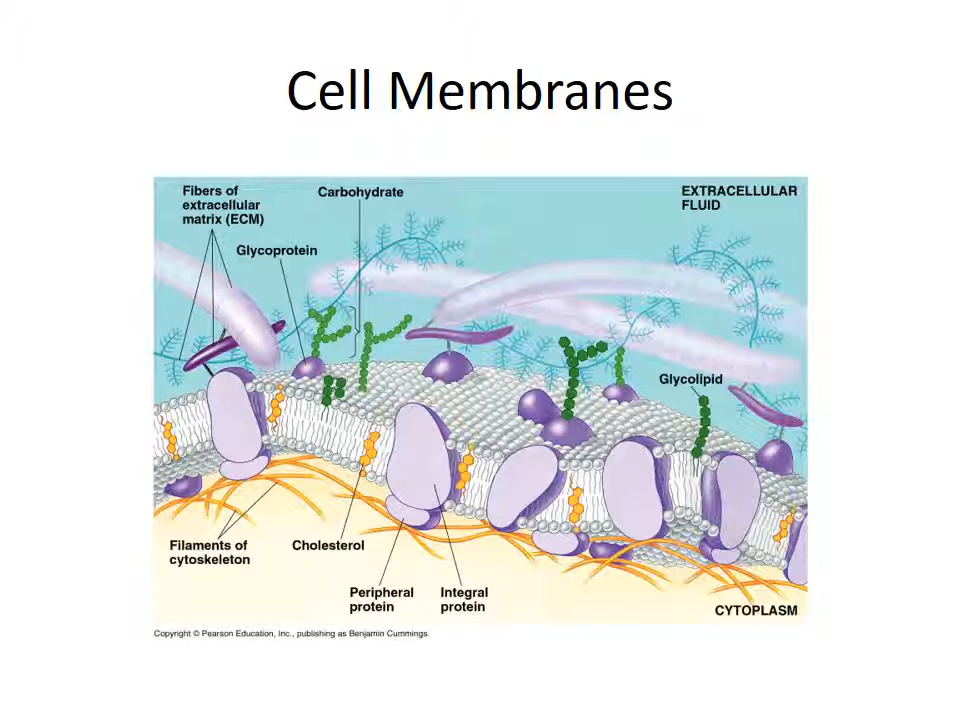 Cell Membranes
Fibers of
extracellular
matrix (ECM)
Carbohydrate
EXTRACELLULAR
FLUID
Glycoprotein
Glycolipid
Filaments of
cytoskeleton
Cholesterol
Peripheral
protein
Integral
protein
CYTOPLASM
Copyright © Pearson Education, Inc., publishing as Benjamin Cummings.